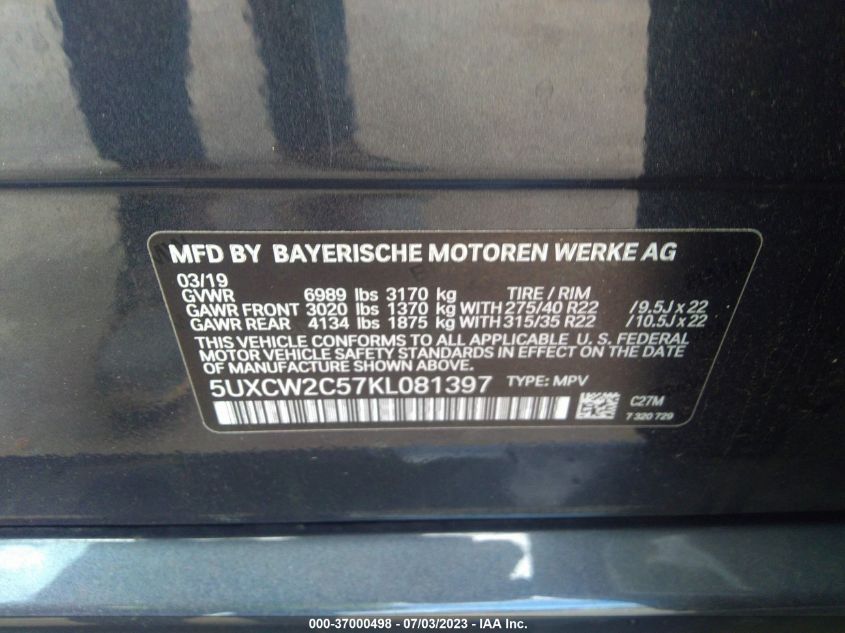 MFD BY BAYERISCHE MOTOREN WERKE AG
03/19
GVWR 6989 lbs 3170 kg TIRE / RIM
GAWR FRONT 3020 lbs 1370 kg WITH 275/40 R22 / 9.5J x 22
GAWR REAR 4134 lbs 1875 kg WITH 315/35 R22 / 10.5J x 22
THIS VEHICLE CONFORMS TO ALL APPLICABLE U. S. FEDERAL
MOTOR VEHICLE SAFETY STANDARDS IN EFFECT ON THE DATE
OF MANUFACTURE SHOWN ABOVE.
5UXCW2C57KL081397 TYPE: MPV
C27M
7 320 729
000-37000498 - 07/03/2023 - IAA Inc.